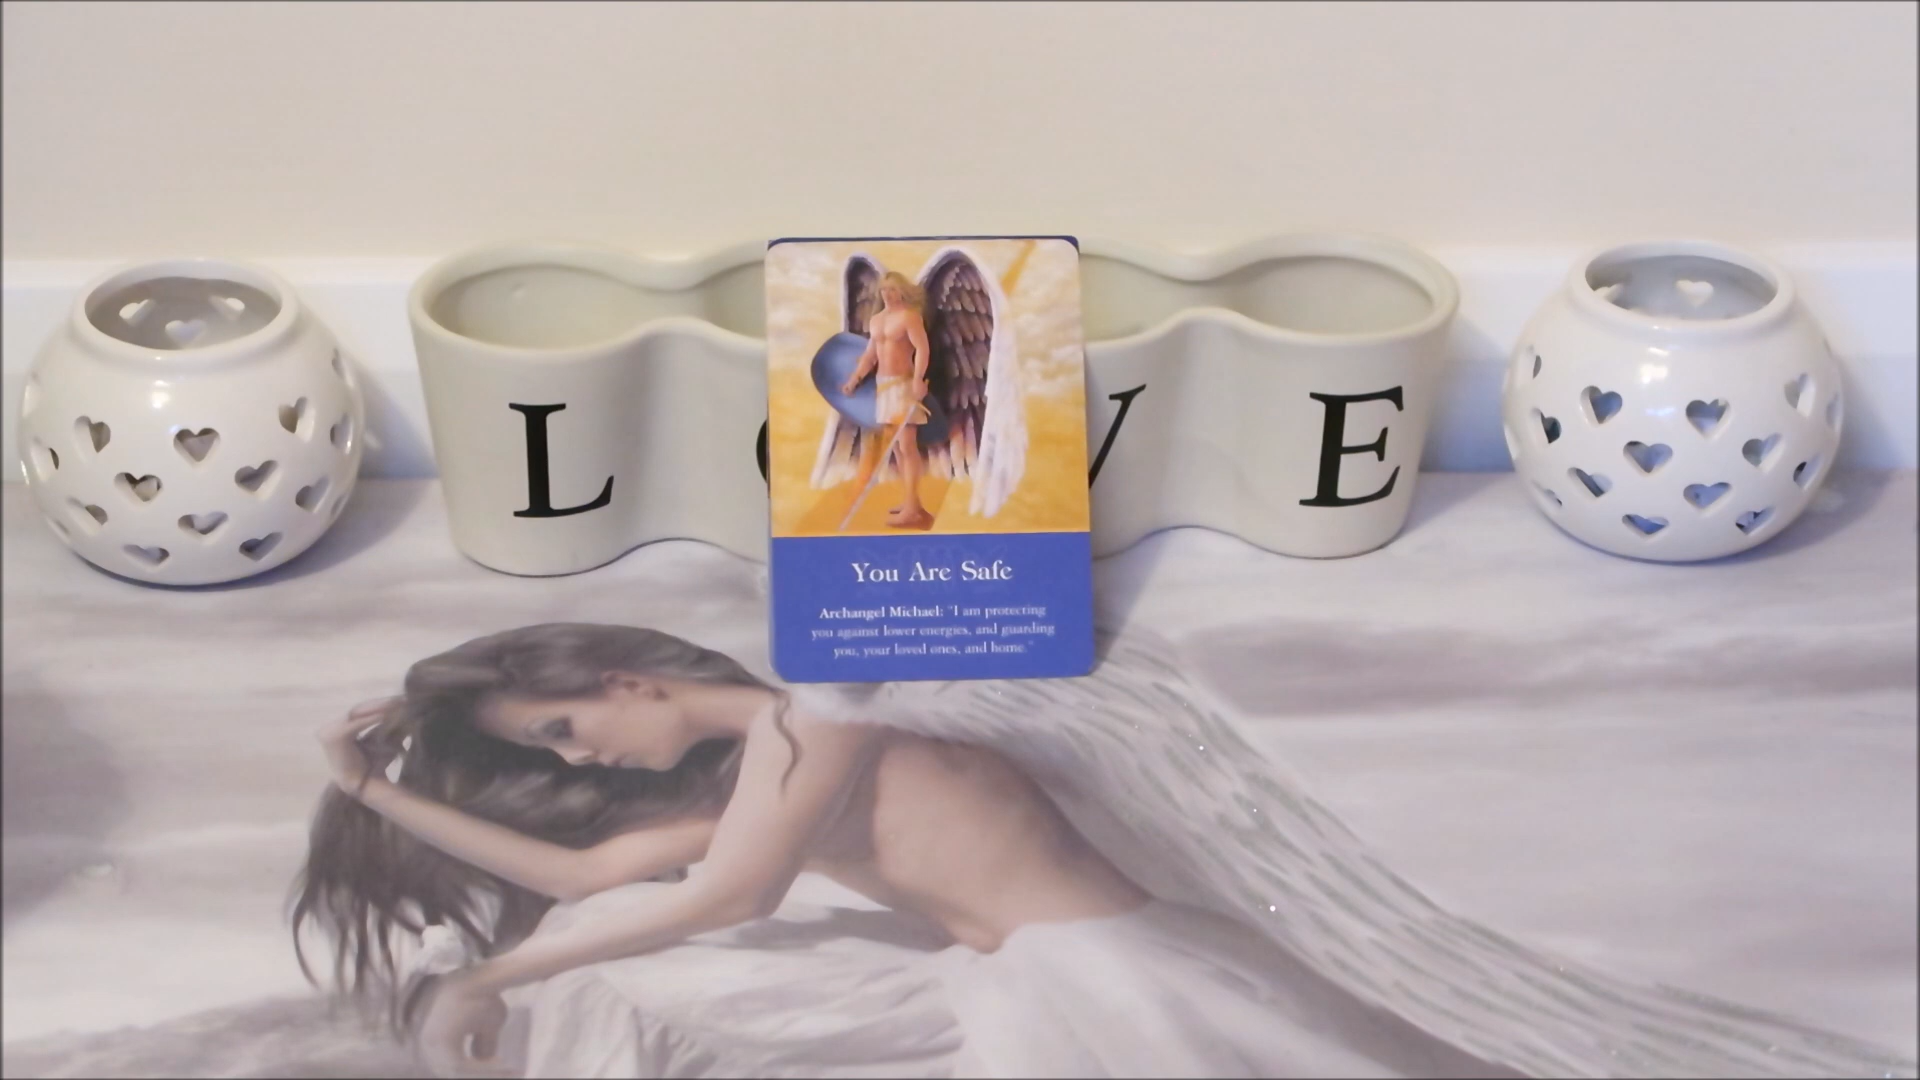 L V E
You Are Safe
Archangel Michael: "I am protecting
you against lower energies, and guarding
you, your loved ones, and home."